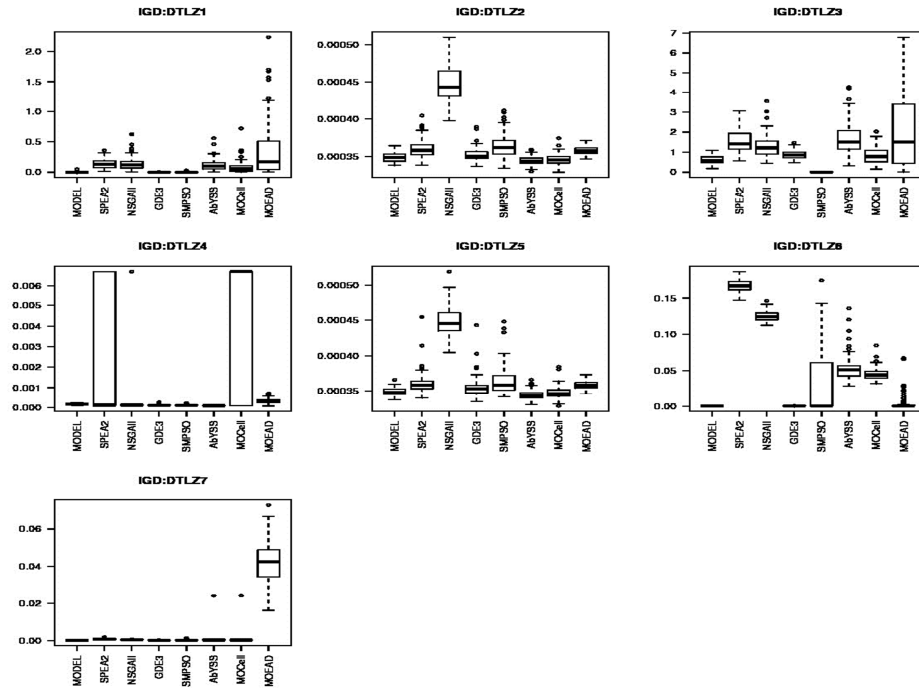 IGD:DTLZ1
2.0
1.5
1.0
0.5
0.0
MODEL
SPEA2
NSGAII
GDE3
SMPSO
AbYSS
MOCell
MOEAD
IGD:DTLZ2
0.00050
0.00045
0.00040
0.00035
MODEL
SPEA2
NSGAII
GDE3
SMPSO
AbYSS
MOCell
MOEAD
IGD:DTLZ3
7
6
5
4
3
2
1
0
MODEL
SPEA2
NSGAII
GDE3
SMPSO
AbYSS
MOCell
MOEAD
IGD:DTLZ4
0.006
0.005
0.004
0.003
0.002
0.001
0.000
MODEL
SPEA2
NSGAII
GDE3
SMPSO
AbYSS
MOCell
MOEAD
IGD:DTLZ5
0.00050
0.00045
0.00040
0.00035
MODEL
SPEA2
NSGAII
GDE3
SMPSO
AbYSS
MOCell
MOEAD
IGD:DTLZ6
0.15
0.10
0.05
0.00
MODEL
SPEA2
NSGAII
GDE3
SMPSO
AbYSS
MOCell
MOEAD
IGD:DTLZ7
0.06
0.04
0.02
0.00
MODEL
SPEA2
NSGAII
GDE3
SMPSO
AbYSS
MOCell
MOEAD